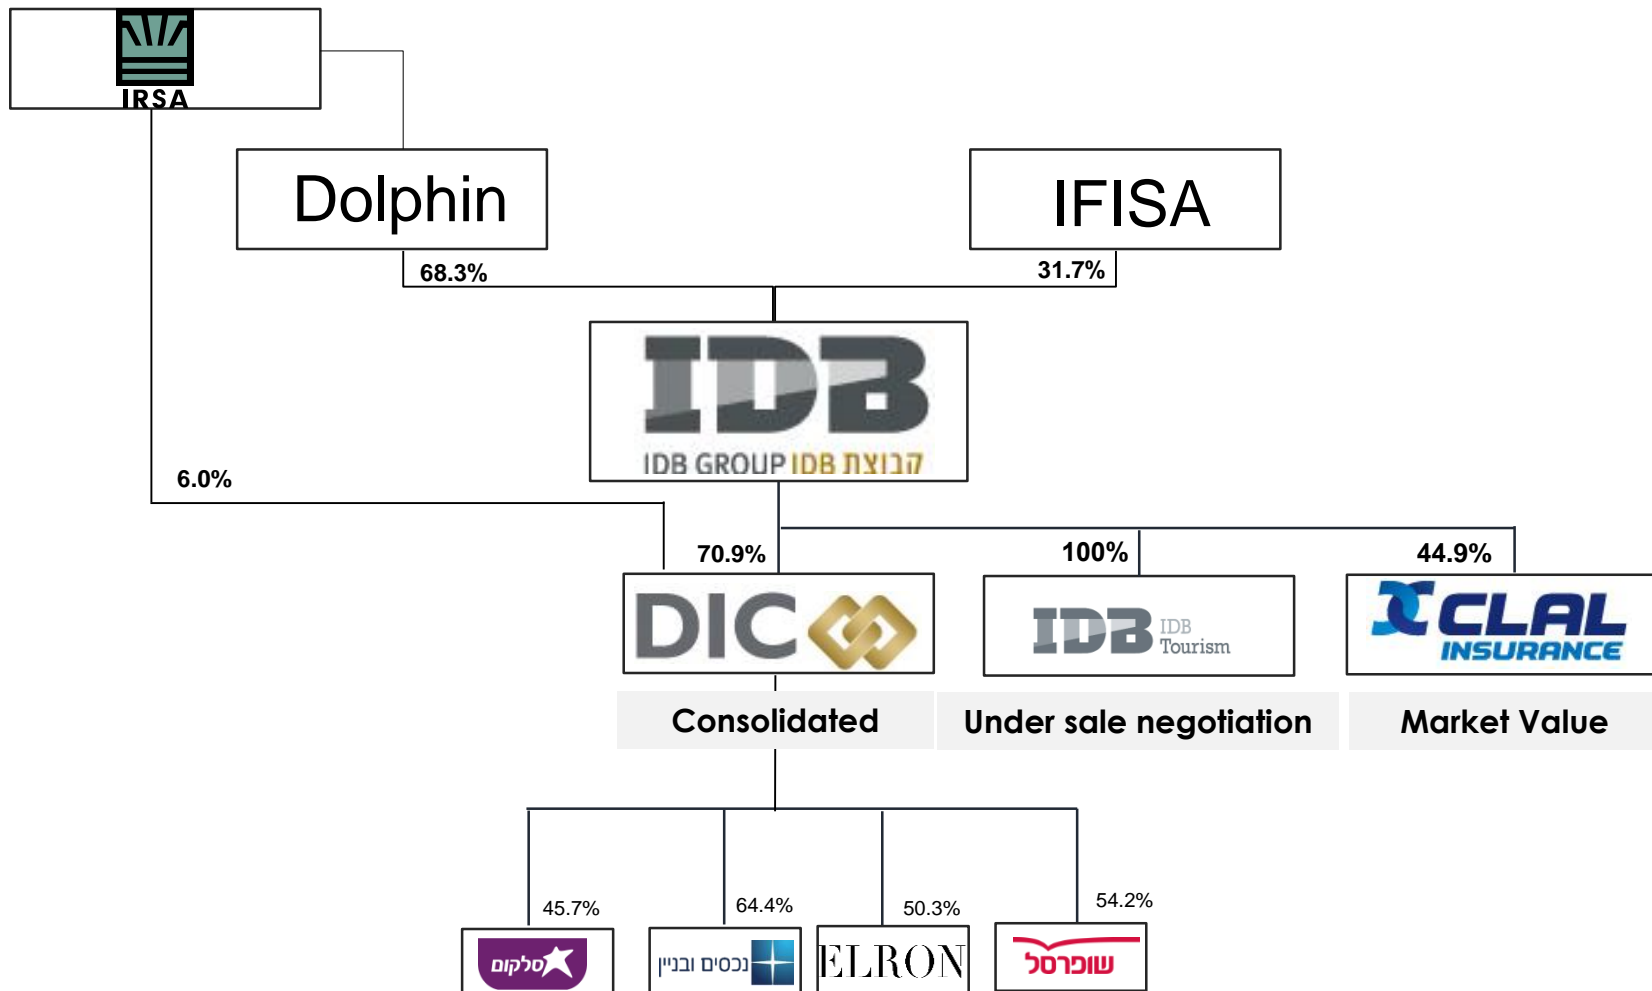 IRSA
Dolphin
IFISA
68.3%
31.7%
IDB
IDB GROUP IDB קבוצת
6.0%
70.9%
100%
44.9%
DIC
IDB IDB
Tourism
CLAL
INSURANCE
Consolidated
Under sale negotiation
Market Value
45.7%
64.4%
50.3%
54.2%
סלקום
נכסים ובניין
ELRON
שופרסל